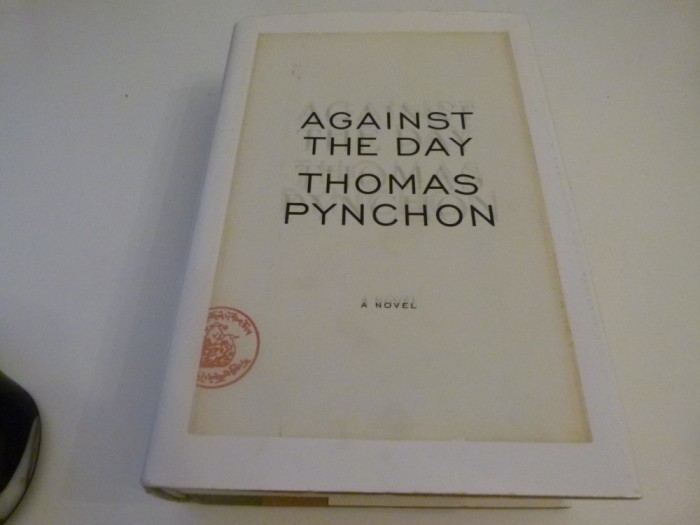 AGAINST
THE DAY
THOMAS
PYNCHON
A NOVEL